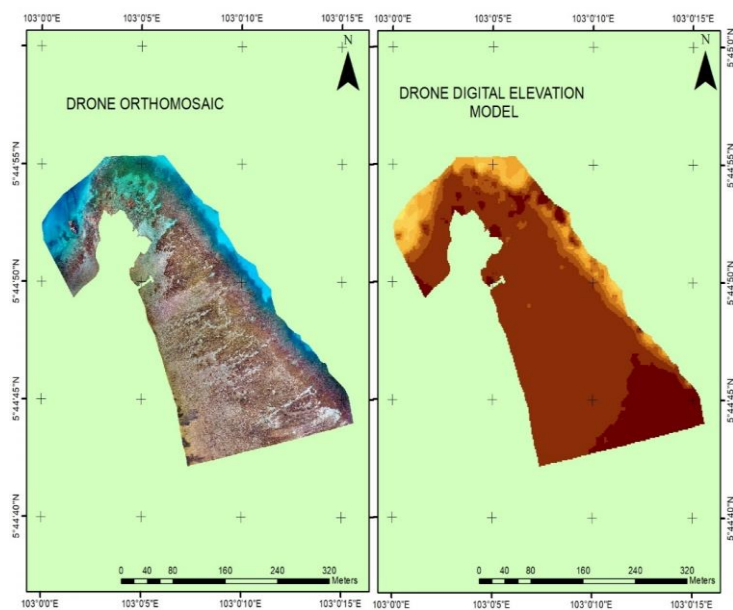 103°0'0"E 103°0'5"E 103°0'10"E 103°0'15"E
N
DRONE ORTHOMOSAIC
5°44'55"N
5°44'50"N
5°44'45"N
5°44'40"N
0 20 40 80 160 240 320
Meters
103°0'0"E 103°0'5"E 103°0'10"E 103°0'15"E
103°0'0"E 103°0'5"E 103°0'10"E 103°0'15"E
N
DRONE DIGITAL ELEVATION
MODEL
5°45'0"N
5°44'55"N
5°44'50"N
5°44'45"N
5°44'40"N
0 20 40 80 160 240 320
Meters
103°0'0"E 103°0'5"E 103°0'10"E 103°0'15"E